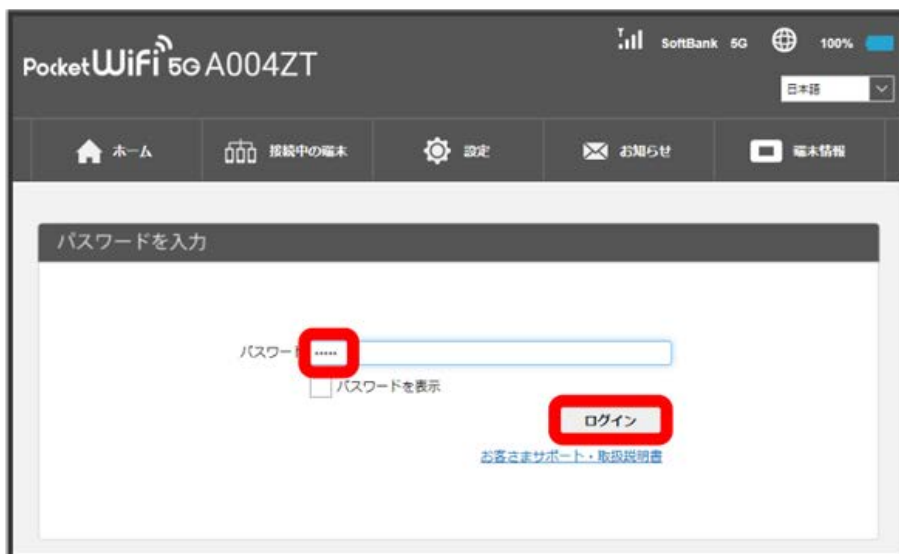 SoftBank 5G 100%
Pocket WiFi 5G A004ZT
日本語
ホーム 接続中の端末 設定 お知らせ 端末情報
パスワードを入力
パスワード •••••
パスワードを表示
ログイン
お客さまサポート・取扱説明書